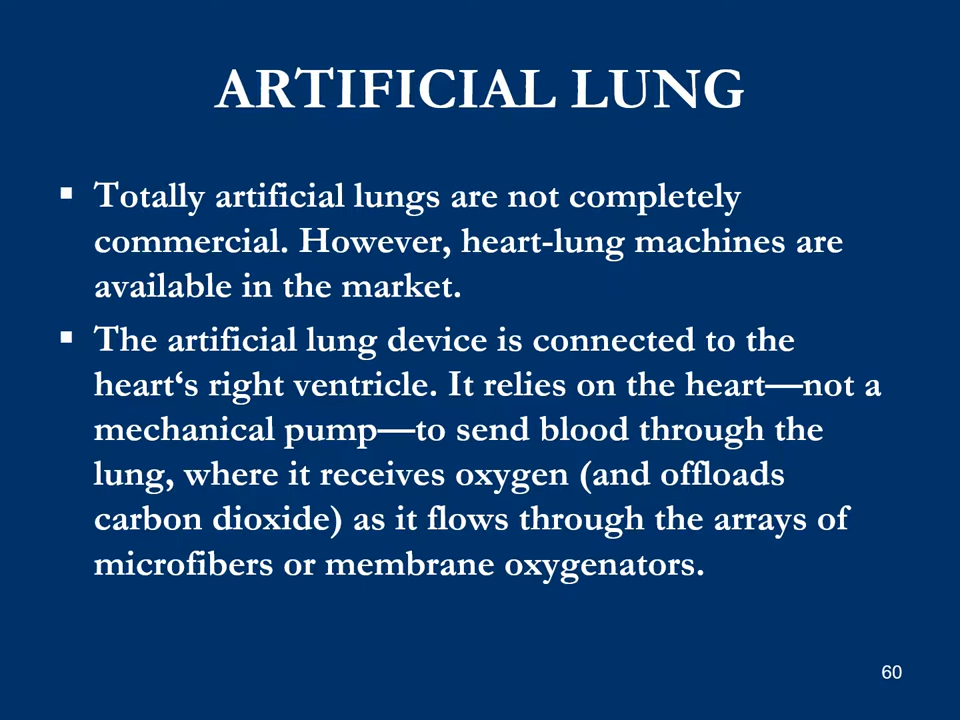 ARTIFICIAL LUNG
▪ Totally artificial lungs are not completely
commercial. However, heart-lung machines are
available in the market.
▪ The artificial lung device is connected to the
heart‘s right ventricle. It relies on the heart—not a
mechanical pump—to send blood through the
lung, where it receives oxygen (and offloads
carbon dioxide) as it flows through the arrays of
microfibers or membrane oxygenators.
60